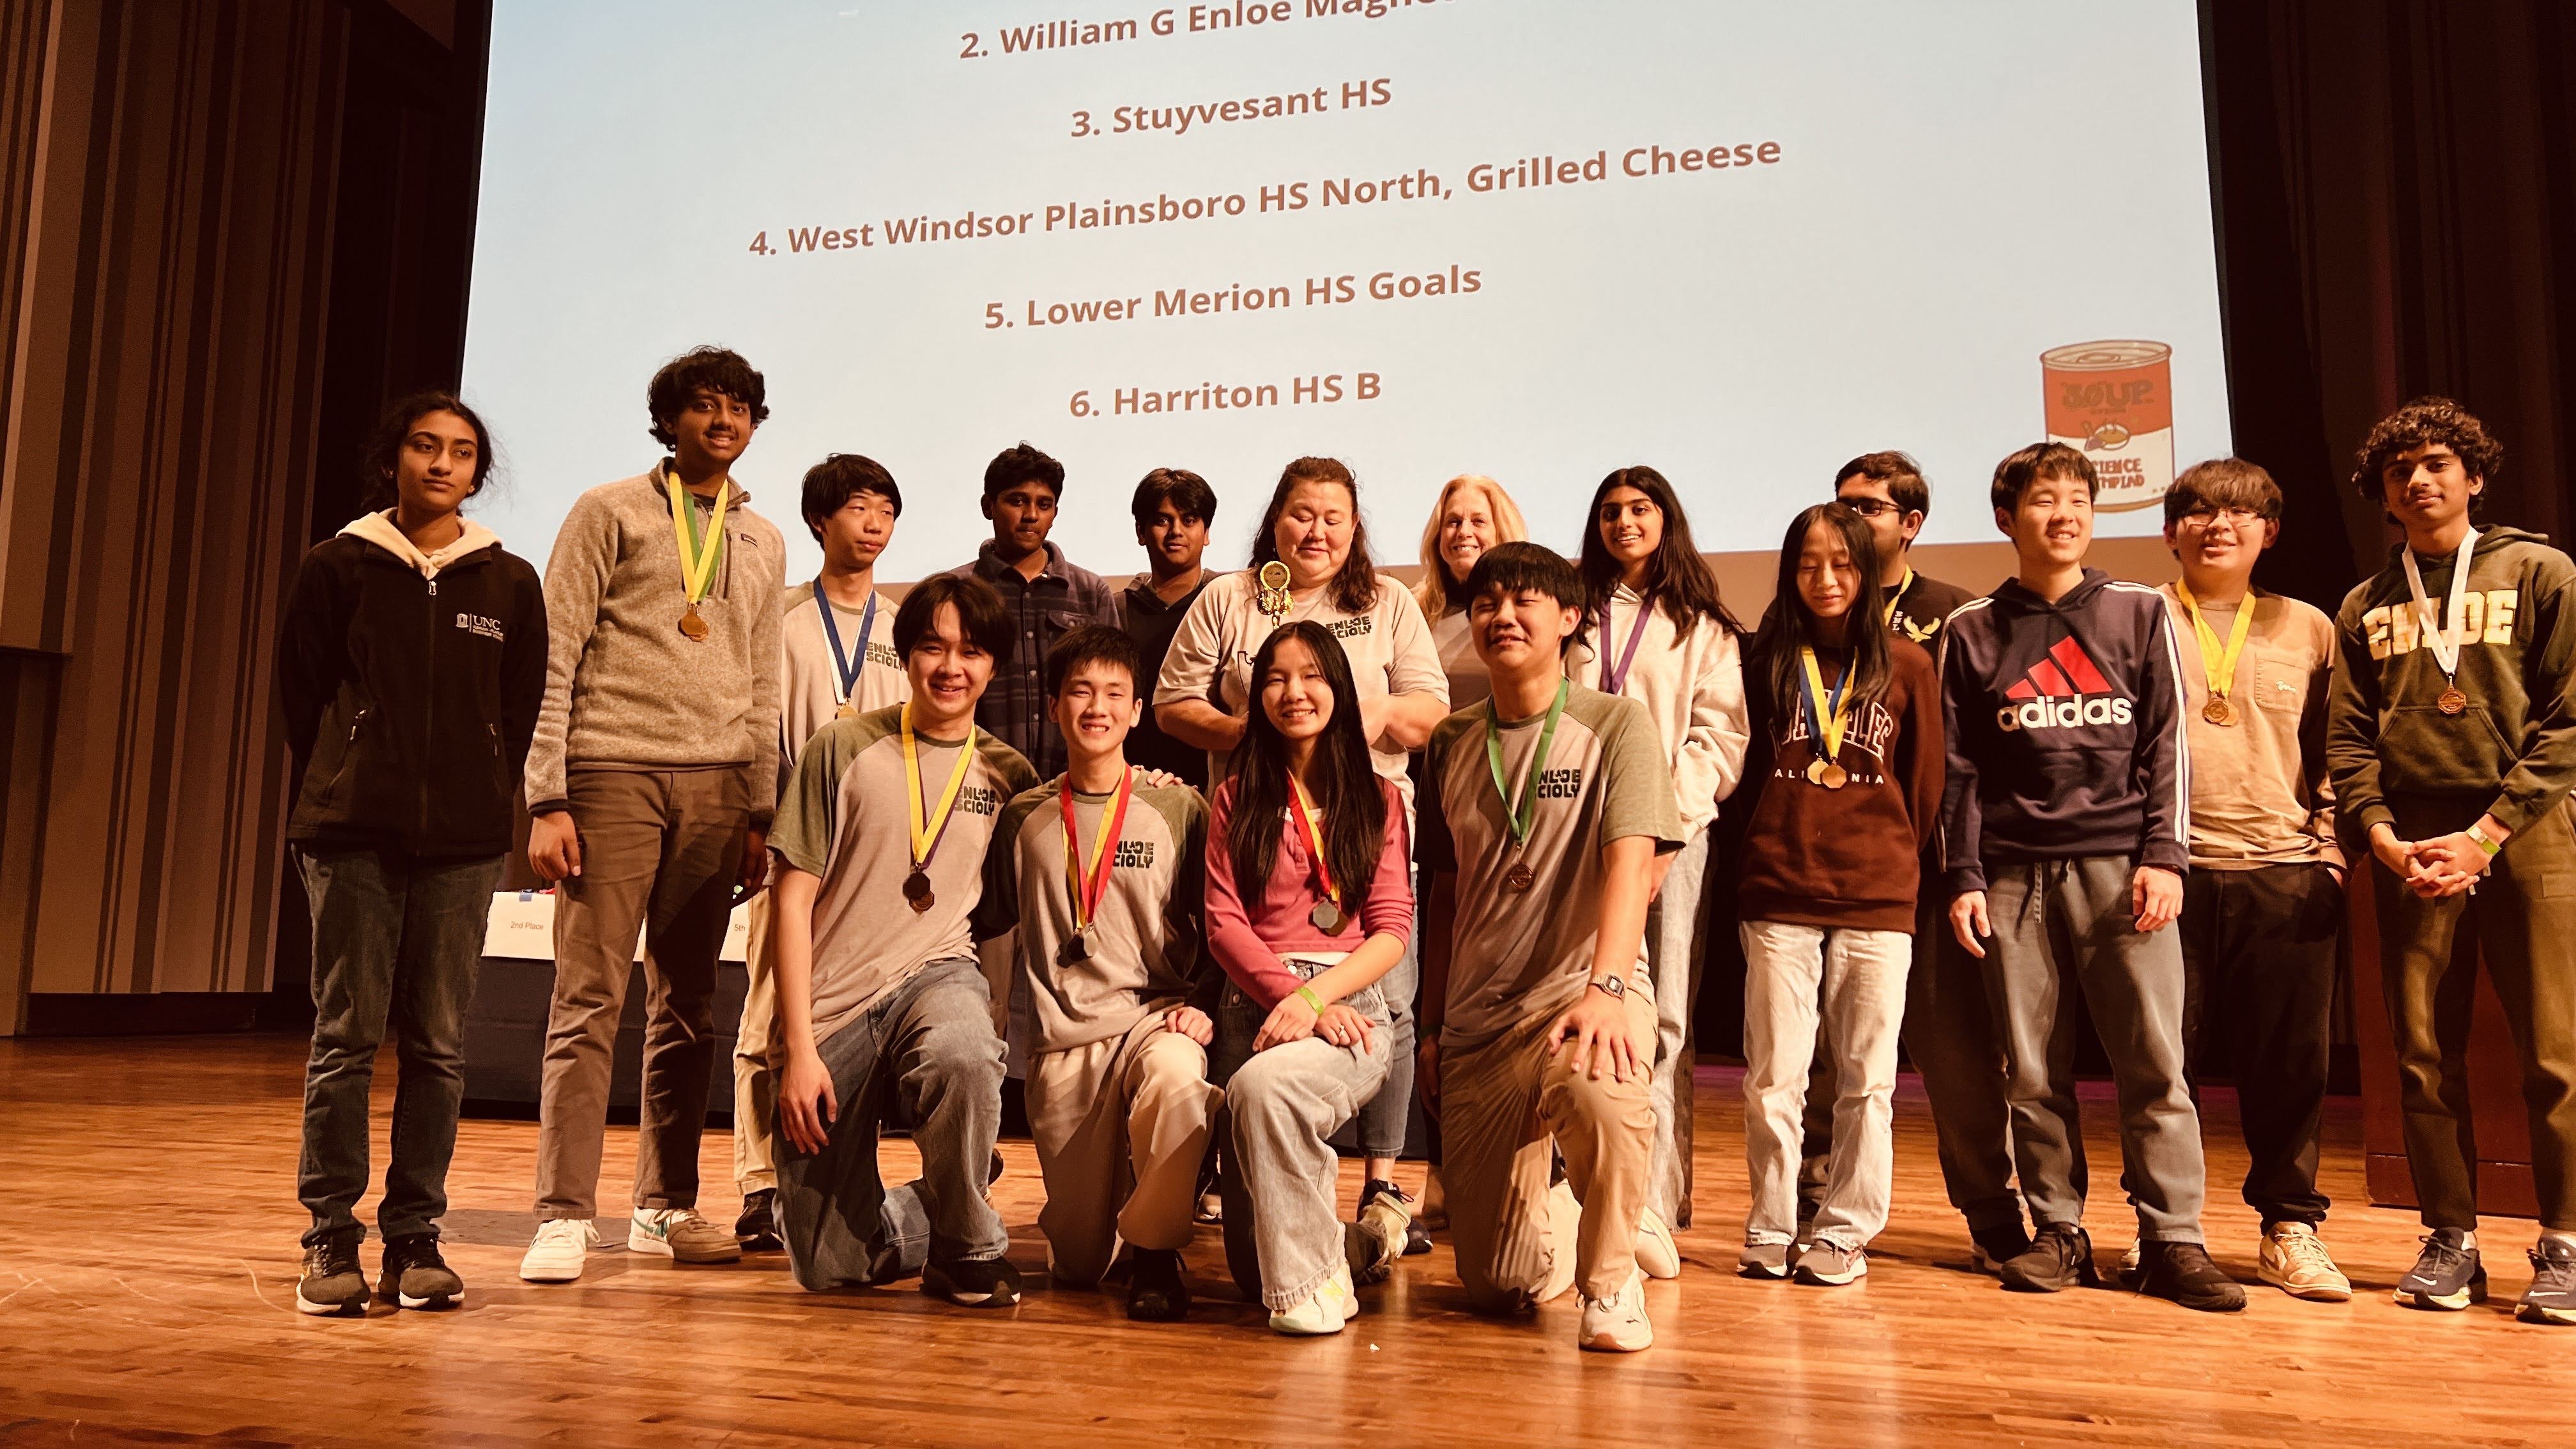 2. William G Enloe
3. Stuyvesant HS
4. West Windsor Plainsboro HS North, Grilled Cheese
5. Lower Merion HS Goals
6. Harriton HS B
SOUP
UNC
ENLOE
SCIOLY
ENLOE
SCIOLY
ENLOE
adidas
ENLOE
SCIOLY
ENLOE
SCIOLY
ENLOE
SCIOLY
2nd Place
5th